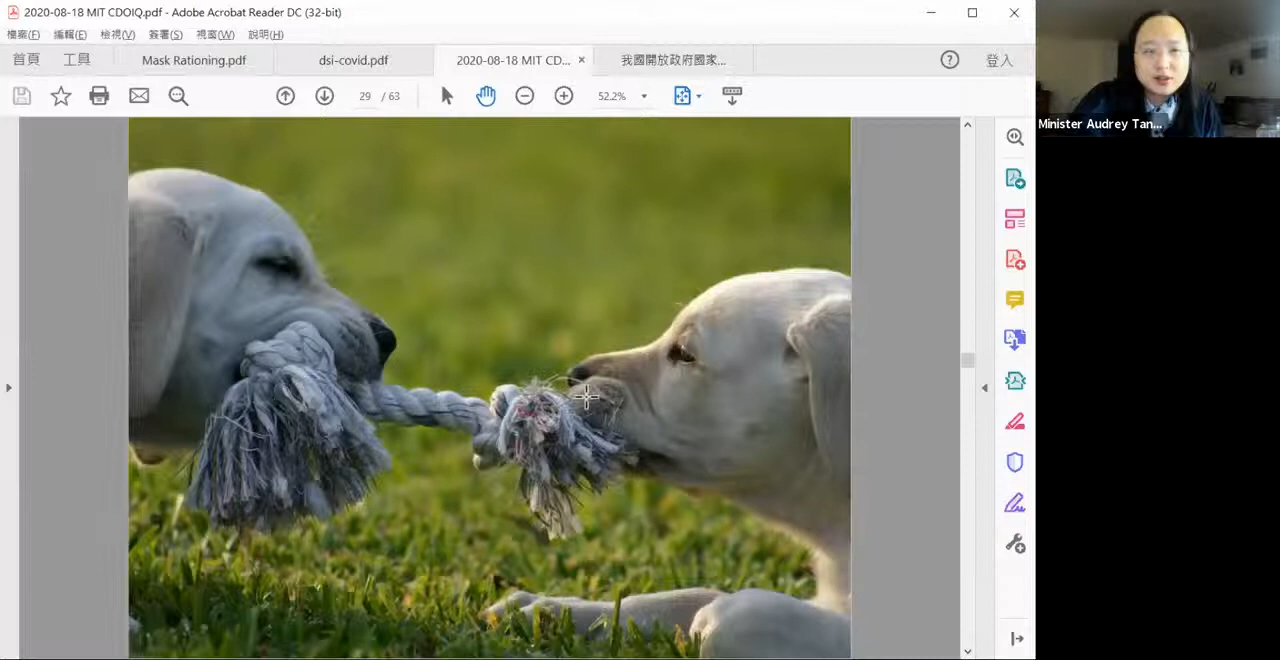 2020-08-18 MIT CDOIQ.pdf - Adobe Acrobat Reader DC (32-bit)
檔案(F) 編輯(E) 檢視(V) 簽署(S) 視窗(W) 說明(H)
首頁 工具 Mask Rationing.pdf dsi-covid.pdf 2020-08-18 MIT CD... × 我國開放政府國家... 登入
29 / 63 52.2%
Minister Audrey Tan...